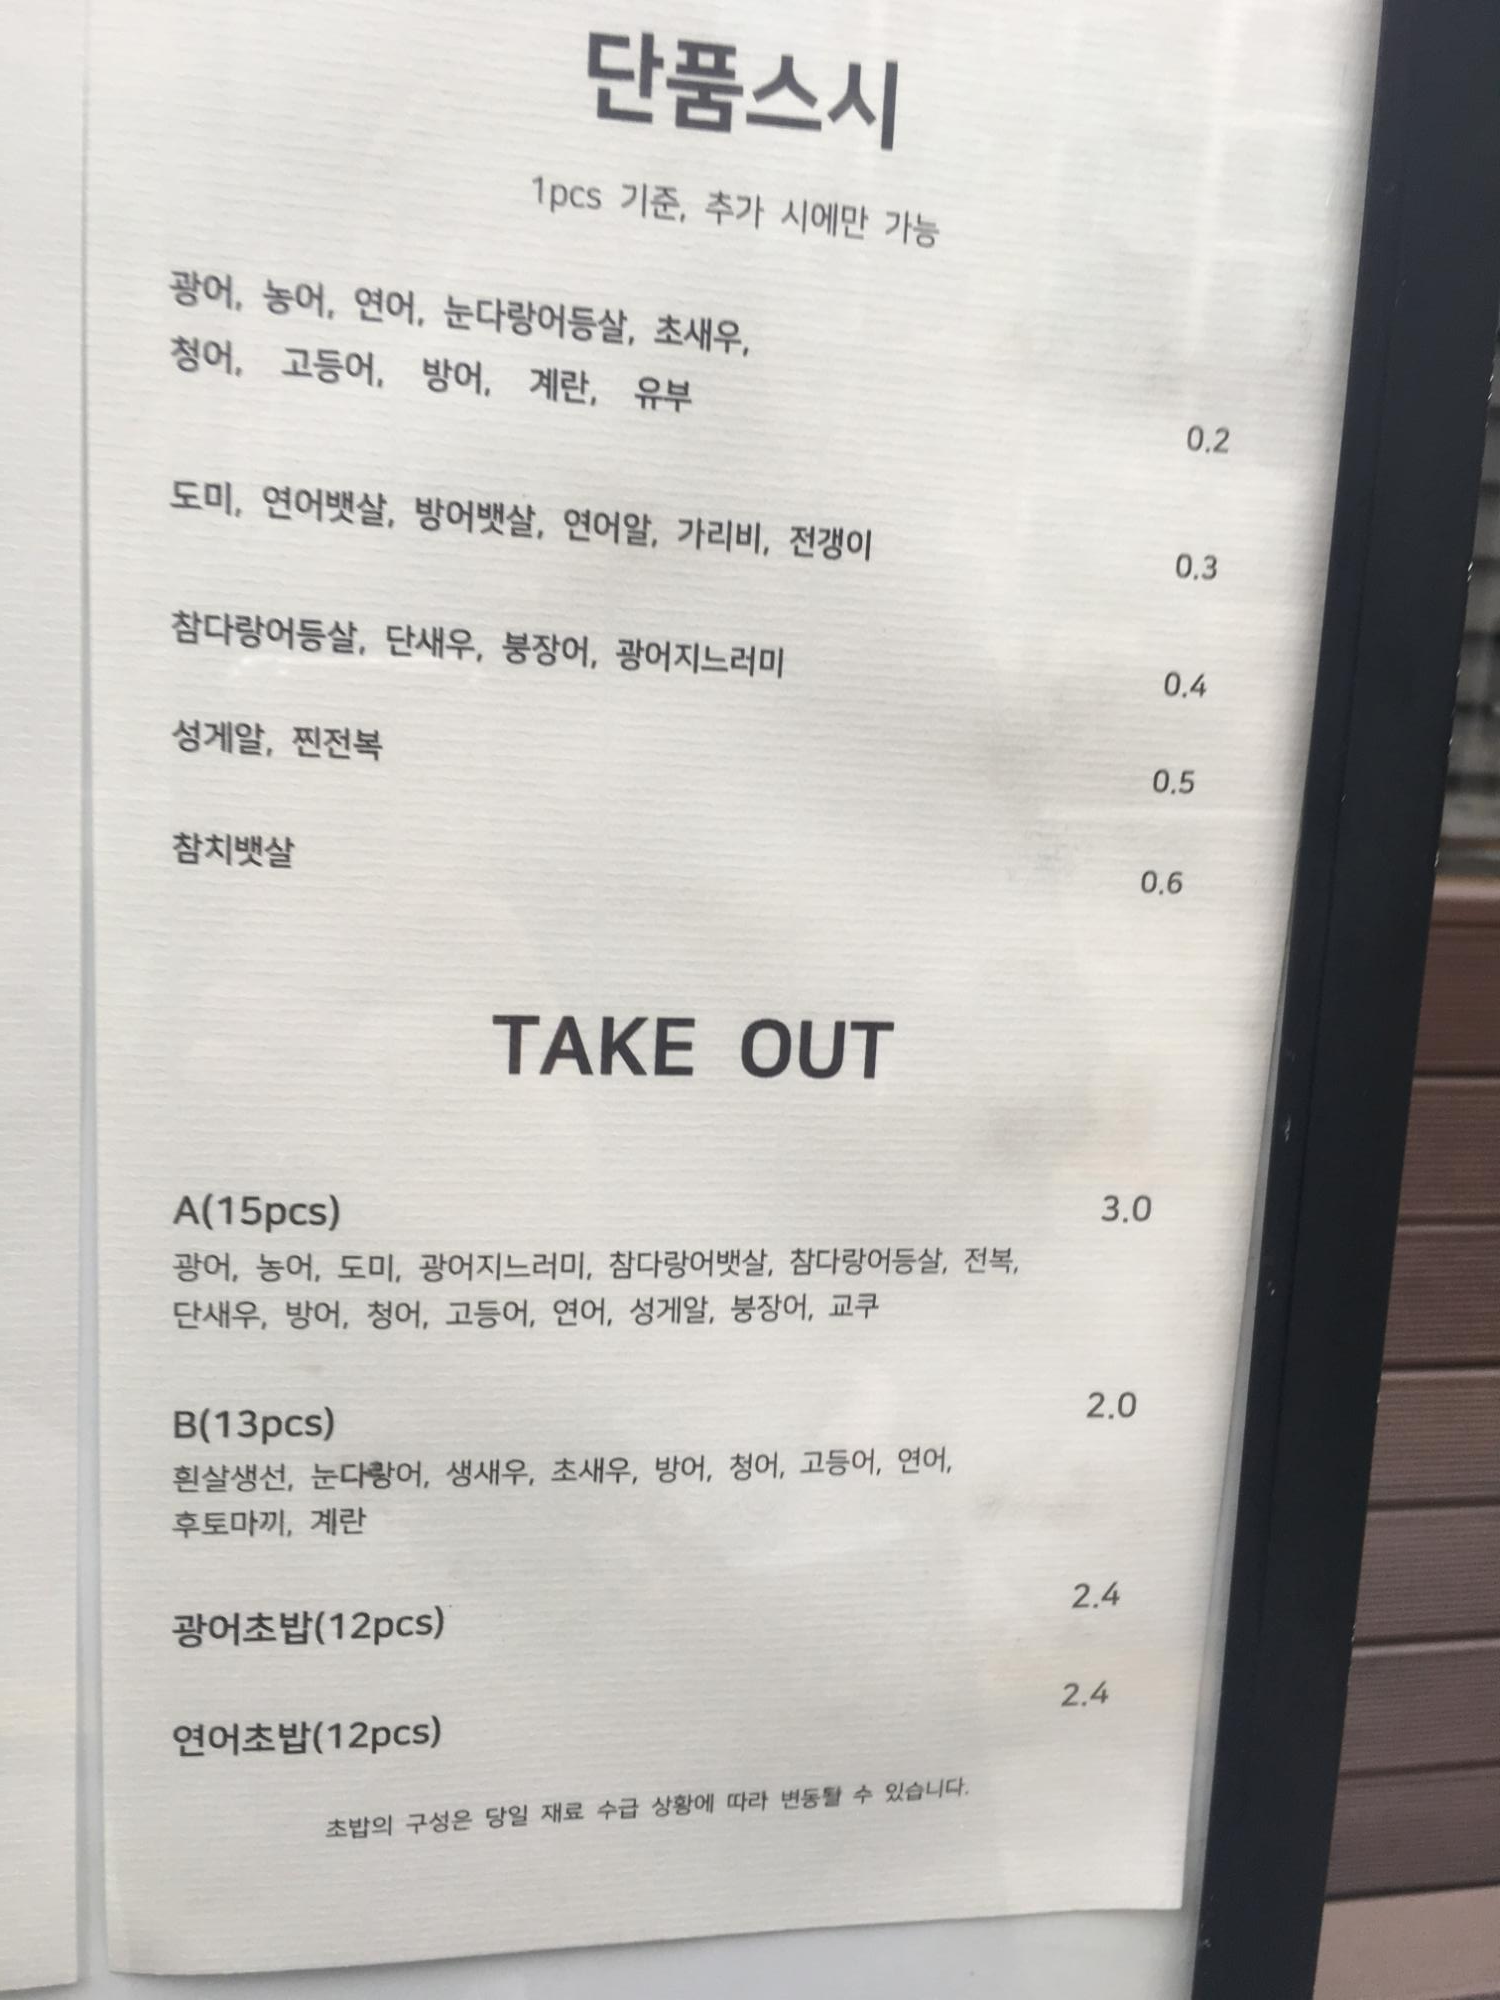 단품스시
1pcs 기준, 추가 시에만 가능
광어, 농어, 연어, 눈다랑어등살, 초새우,
청어, 고등어, 방어, 계란, 유부
0.2
도미, 연어뱃살, 방어뱃살, 연어알, 가리비, 전갱이
0.3
참다랑어등살, 단새우, 붕장어, 광어지느러미
0.4
성게알, 찐전복
0.5
참치뱃살
0.6
TAKE OUT
A(15pcs) 3.0
광어, 농어, 도미, 광어지느러미, 참다랑어뱃살, 참다랑어등살, 전복,
단새우, 방어, 청어, 고등어, 연어, 성게알, 붕장어, 교쿠
B(13pcs) 2.0
흰살생선, 눈다랑어, 생새우, 초새우, 방어, 청어, 고등어, 연어,
후토마끼, 계란
광어초밥(12pcs) 2.4
연어초밥(12pcs) 2.4
초밥의 구성은 당일 재료 수급 상황에 따라 변동될 수 있습니다.